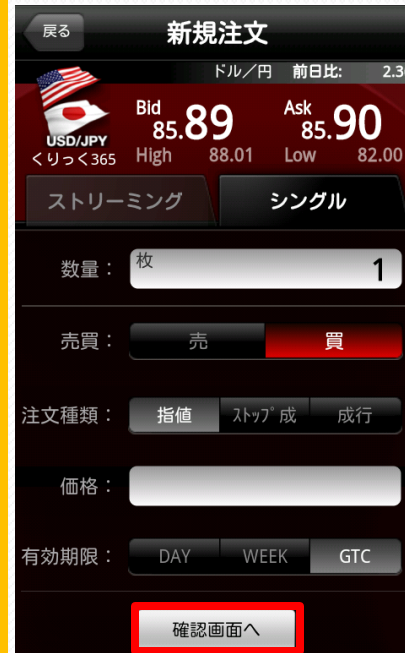 戻る 新規注文
ドル／円 前日比: 2.3
Bid 85.89 Ask 85.90
USD/JPY
くりっく365 High 88.01 Low 82.00
ストリーミング シングル
数量： 枚 1
売買： 売 買
注文種類： 指値 ｽﾄｯﾌﾟ成 成行
価格：
有効期限： DAY WEEK GTC
確認画面へ